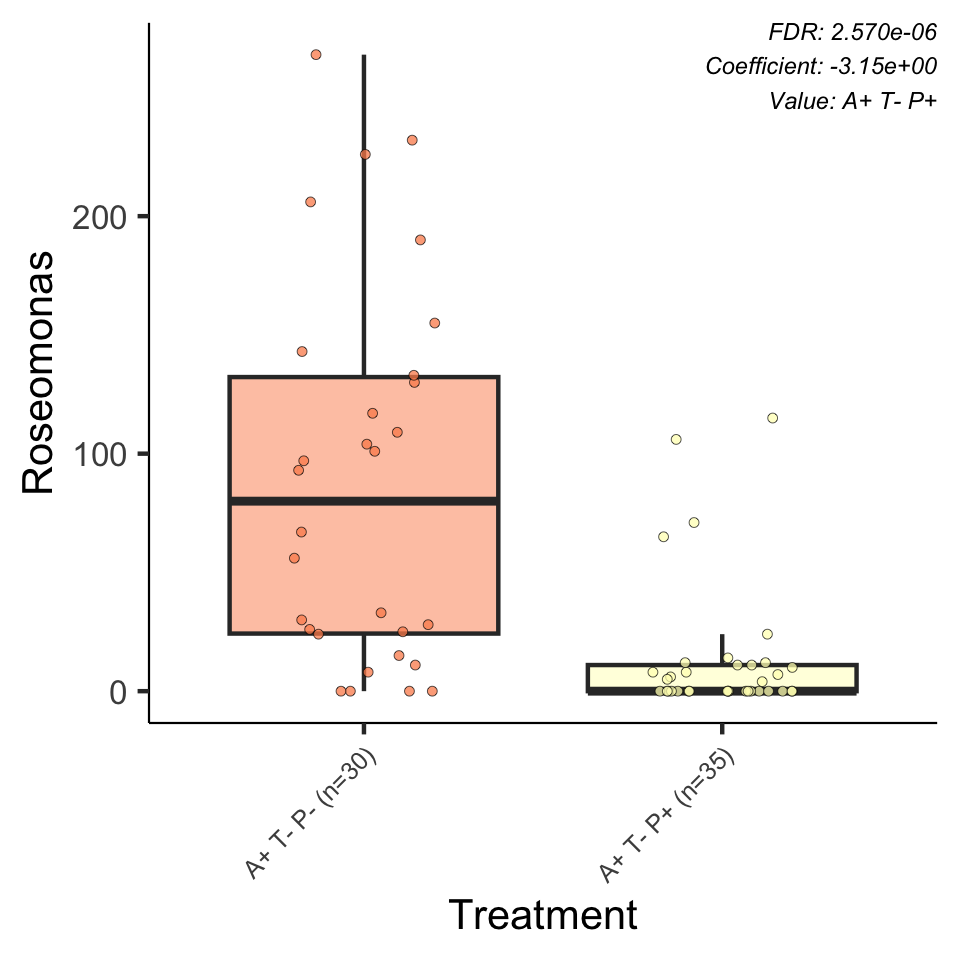 FDR: 2.570e-06
Coefficient: -3.15e+00
Value: A+ T- P+
Roseomonas
200
100
0
A+ T- P- (n=30)
A+ T- P+ (n=35)
Treatment